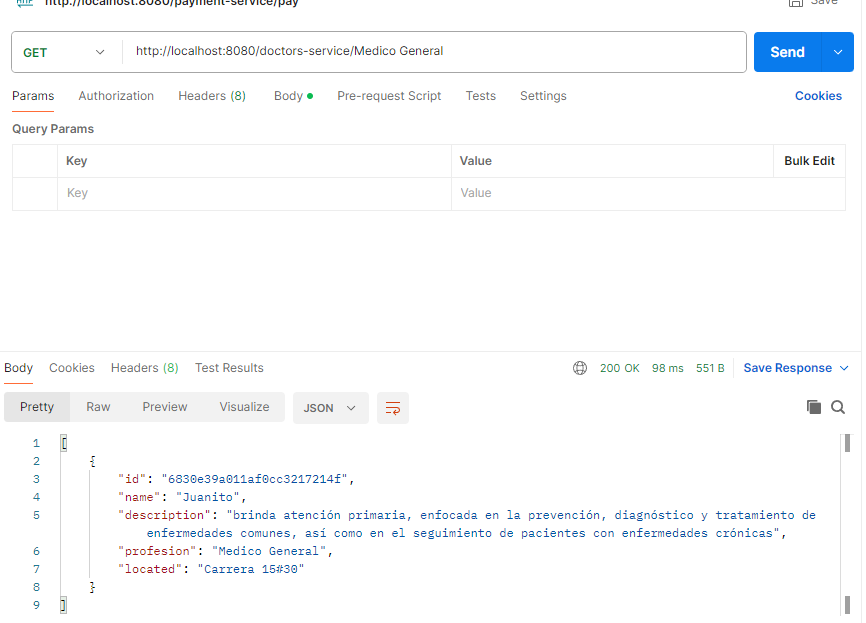 HTTP http://localhost:8080/payment-service/pay Save
GET http://localhost:8080/doctors-service/Medico General Send
Params Authorization Headers (8) Body Pre-request Script Tests Settings Cookies
Query Params
Key Value Bulk Edit
Key Value
Body Cookies Headers (8) Test Results 200 OK 98 ms 551 B Save Response
Pretty Raw Preview Visualize JSON
1 [
2 {
3 "id": "6830e39a011af0cc3217214f",
4 "name": "Juanito",
5 "description": "brinda atención primaria, enfocada en la prevención, diagnóstico y tratamiento de
enfermedades comunes, así como en el seguimiento de pacientes con enfermedades crónicas",
6 "profesion": "Medico General",
7 "located": "Carrera 15#30"
8 }
9 ]